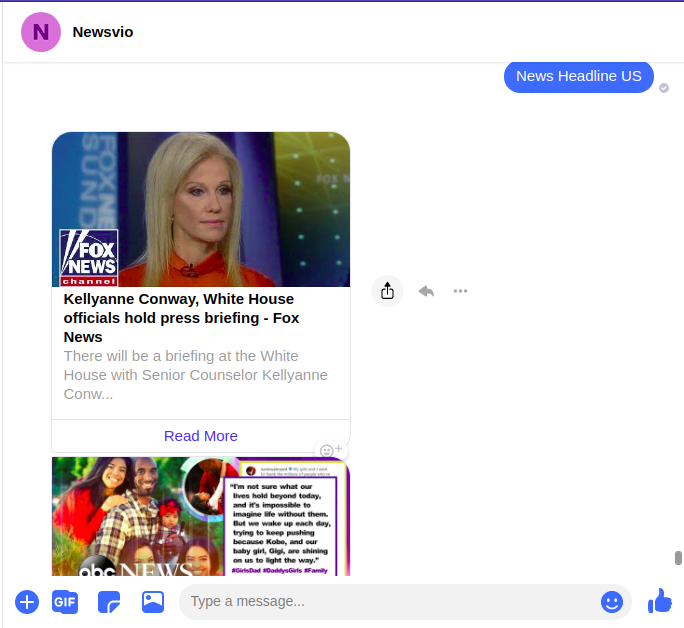 N
Newsvio
News Headline US
FOX NE
SUND
FOX N
FOX
NEWS
channel
Kellyanne Conway, White House
officials hold press briefing - Fox
News
There will be a briefing at the White
House with Senior Counselor Kellyanne
Conw...
Read More
"I'm not sure what our
lives hold beyond today,
and it's impossible to
imagine life without them.
But we wake up each day,
trying to keep pushing
because Kobe, and our
baby girl, Gigi, are shining
on us to light the way."
#GirlsDad #DaddysGirls #Family
abc NEWS
GIF
Type a message...